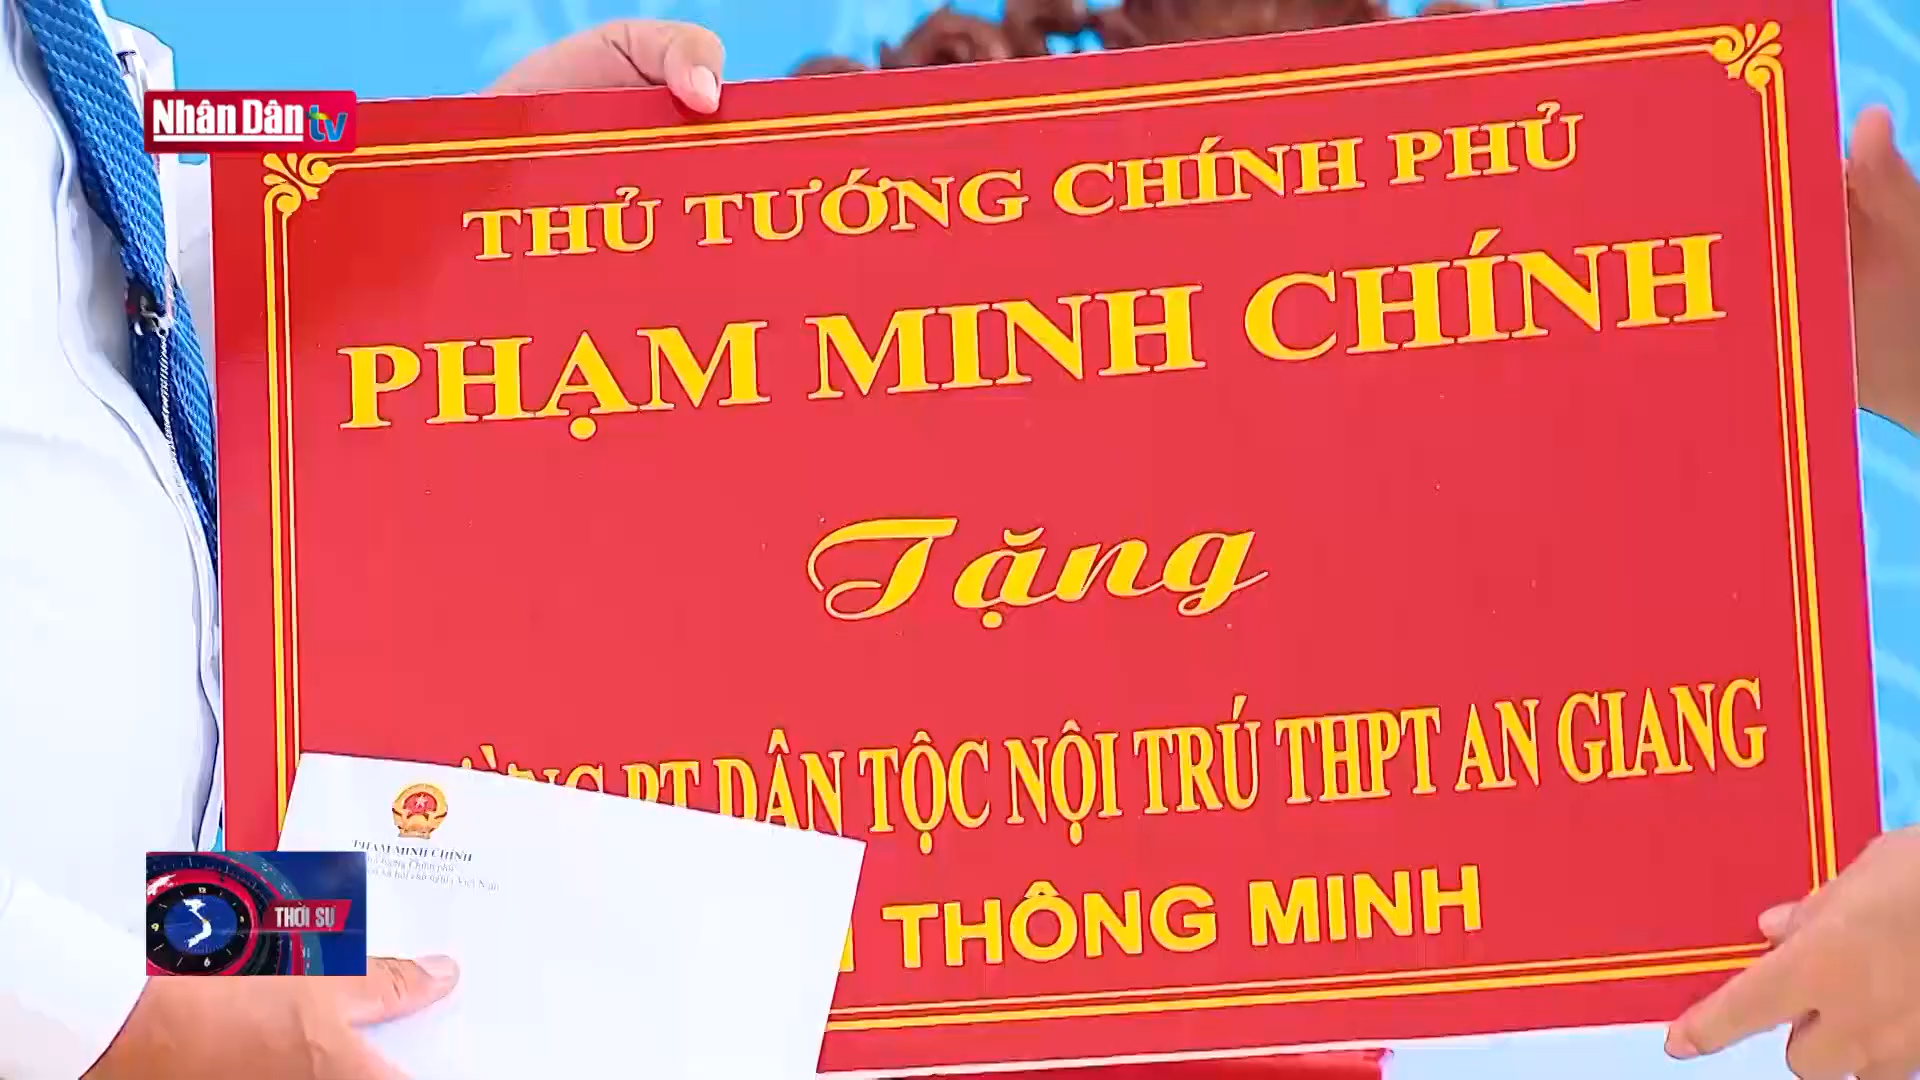 Nhân Dân tv
THỦ TƯỚNG CHÍNH PHỦ
PHẠM MINH CHÍNH
Tặng
PT DÂN TỘC NỘI TRÚ THPT AN GIANG
THÔNG MINH
PHẠM MINH CHÍNH
THỜI SỰ